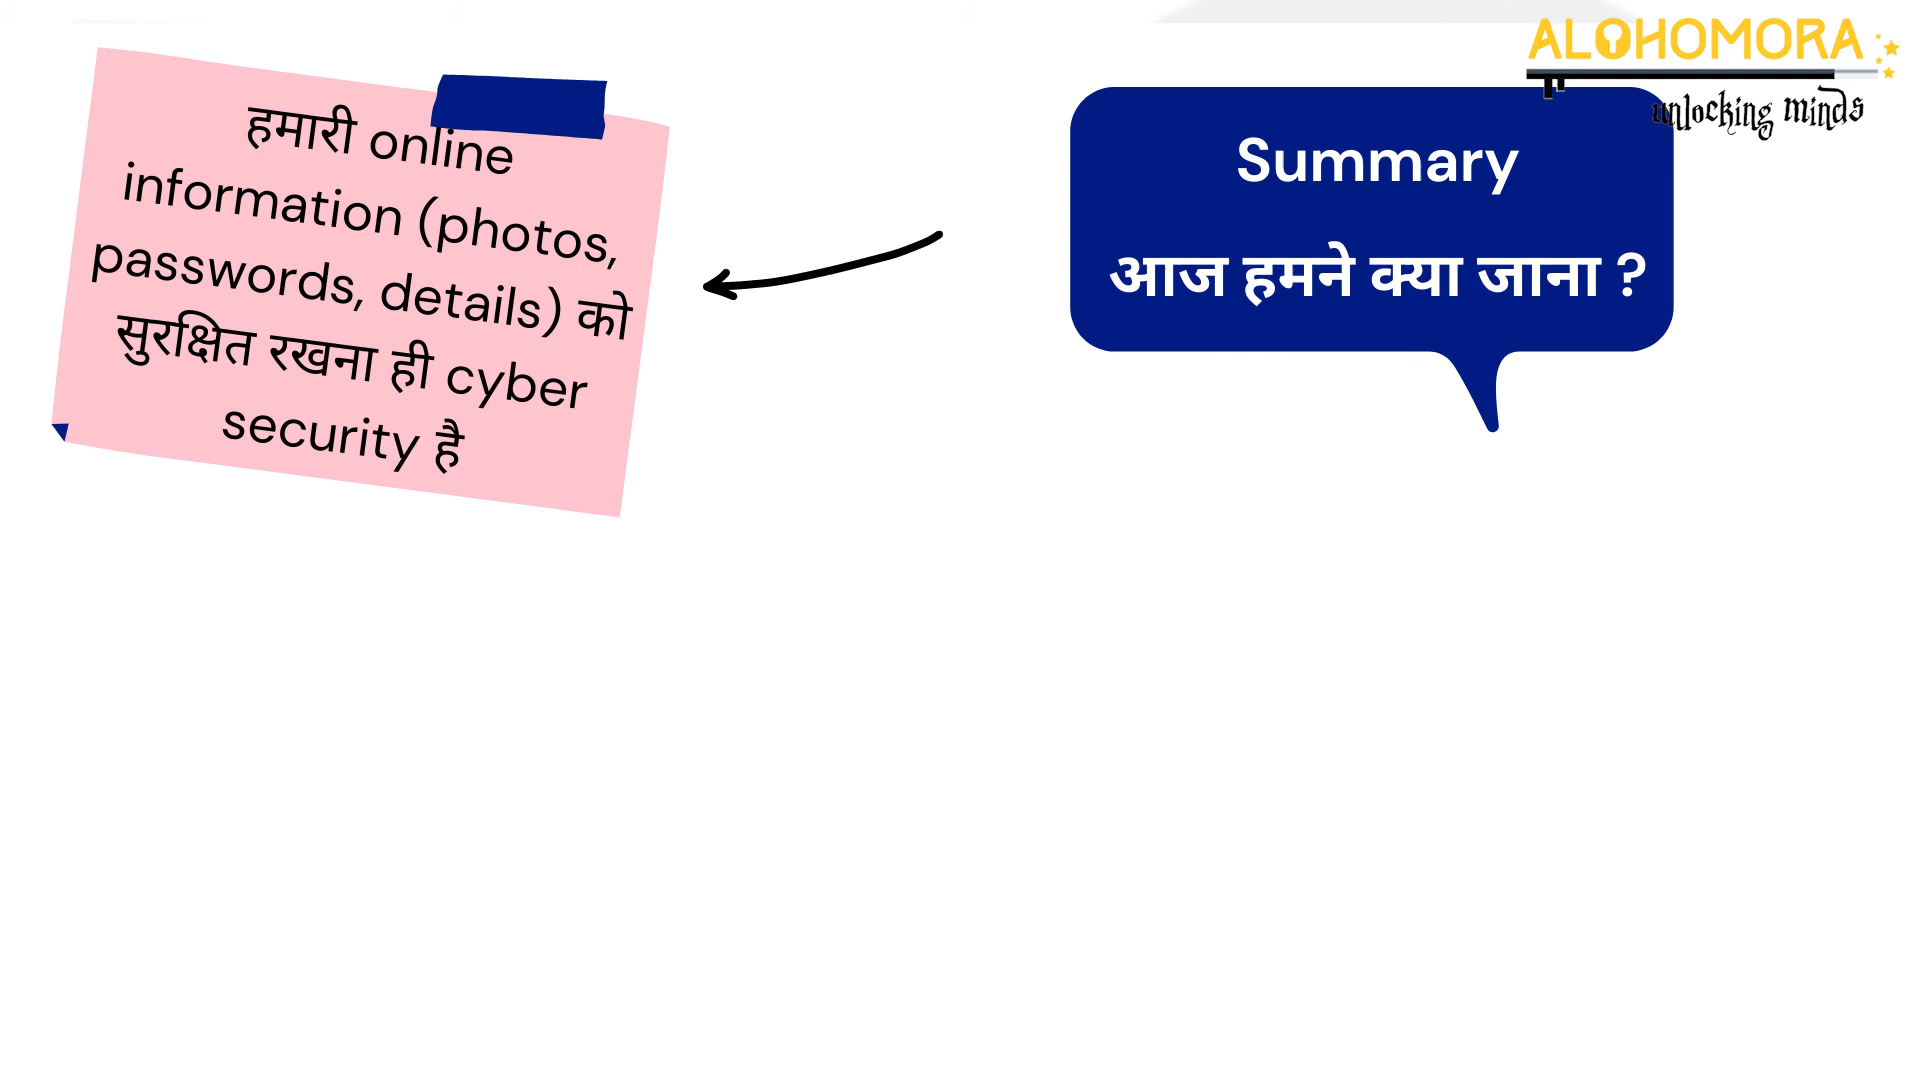 ALOHOMORA
unlocking minds
Summary
आज हमने क्या जाना ?
हमारी online
information (photos,
passwords, details) को
सुरक्षित रखना ही cyber
security है